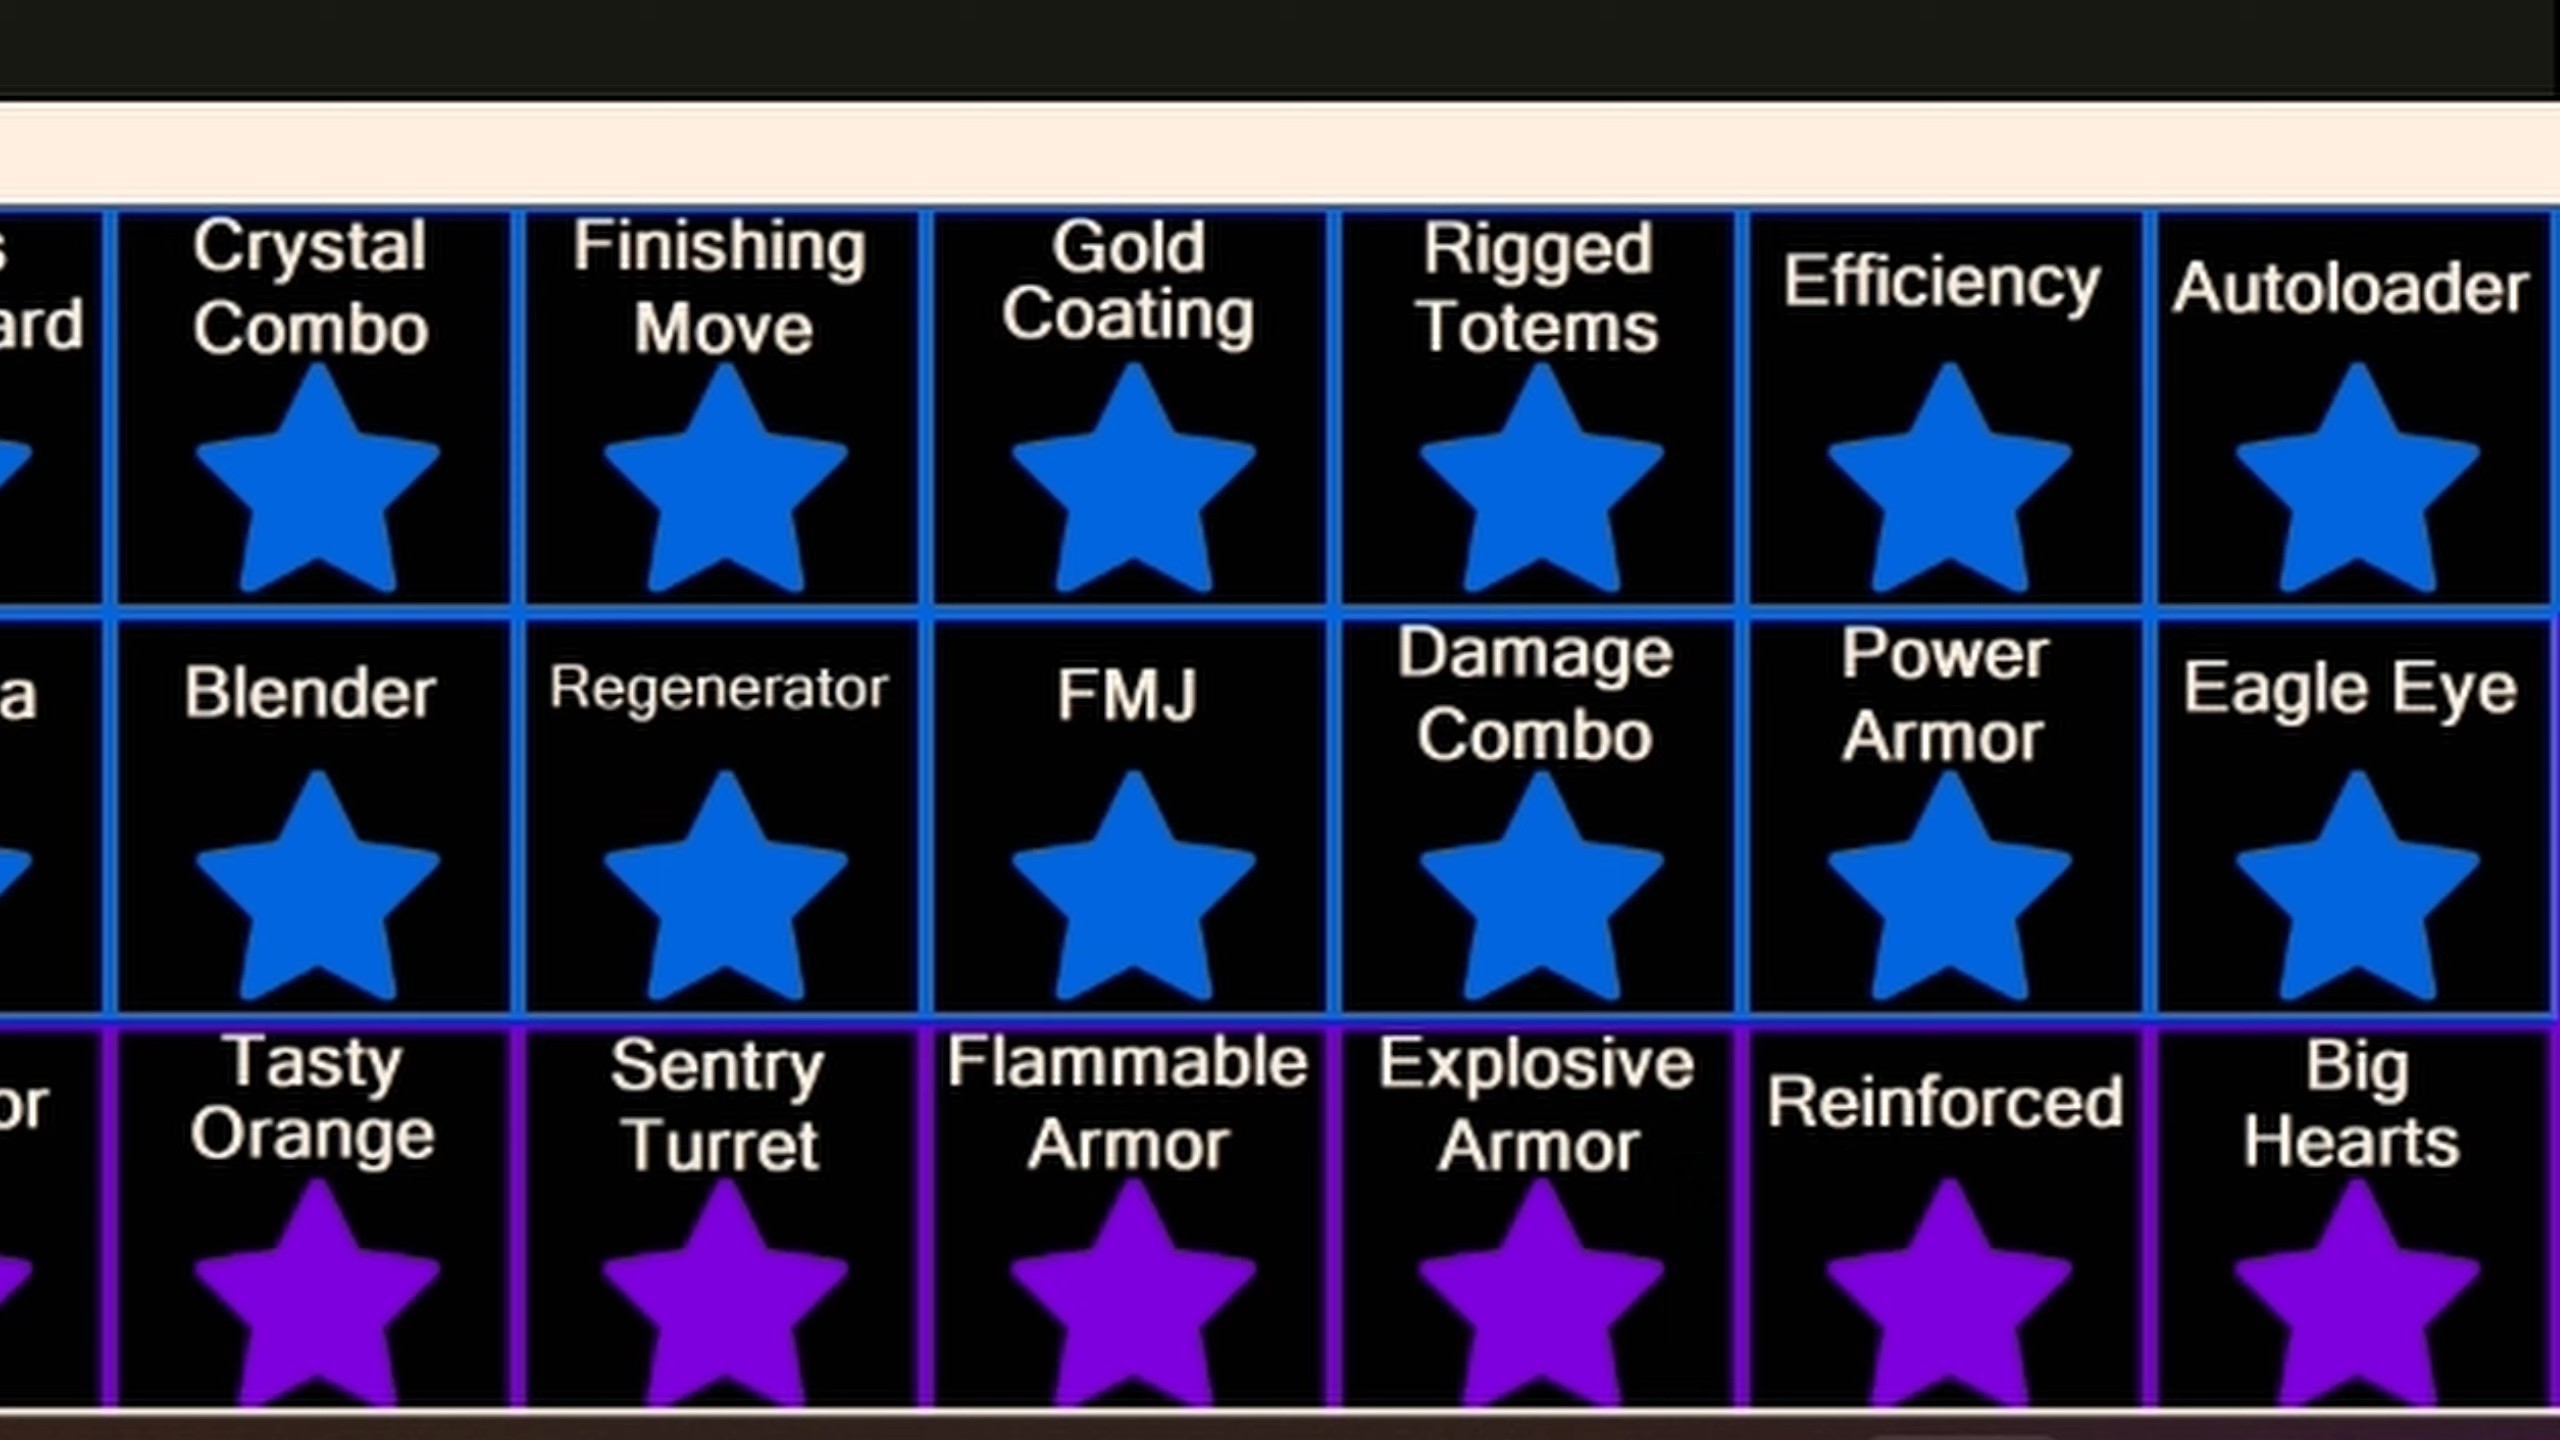 Crystal
Combo
Finishing
Move
Gold
Coating
Rigged
Totems
Efficiency
Autoloader
Blender
Regenerator
FMJ
Damage
Combo
Power
Armor
Eagle Eye
Tasty
Orange
Sentry
Turret
Flammable
Armor
Explosive
Armor
Reinforced
Big
Hearts